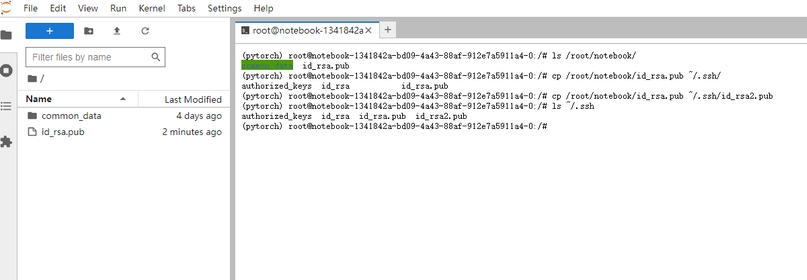 File Edit View Run Kernel Tabs Settings Help
Filter files by name
/
Name Last Modified
common_data 4 days ago
id_rsa.pub 2 minutes ago
root@notebook-1341842a
(pytorch) root@notebook-1341842a-bd09-4a43-88af-912e7a5911a4-0:/# ls /root/notebook/
common_data id_rsa.pub
(pytorch) root@notebook-1341842a-bd09-4a43-88af-912e7a5911a4-0:/# cp /root/notebook/id_rsa.pub ~/.ssh/
authorized_keys id_rsa id_rsa.pub
(pytorch) root@notebook-1341842a-bd09-4a43-88af-912e7a5911a4-0:/# cp /root/notebook/id_rsa.pub ~/.ssh/id_rsa2.pub
(pytorch) root@notebook-1341842a-bd09-4a43-88af-912e7a5911a4-0:/# ls ~/.ssh
authorized_keys id_rsa id_rsa.pub id_rsa2.pub
(pytorch) root@notebook-1341842a-bd09-4a43-88af-912e7a5911a4-0:/#